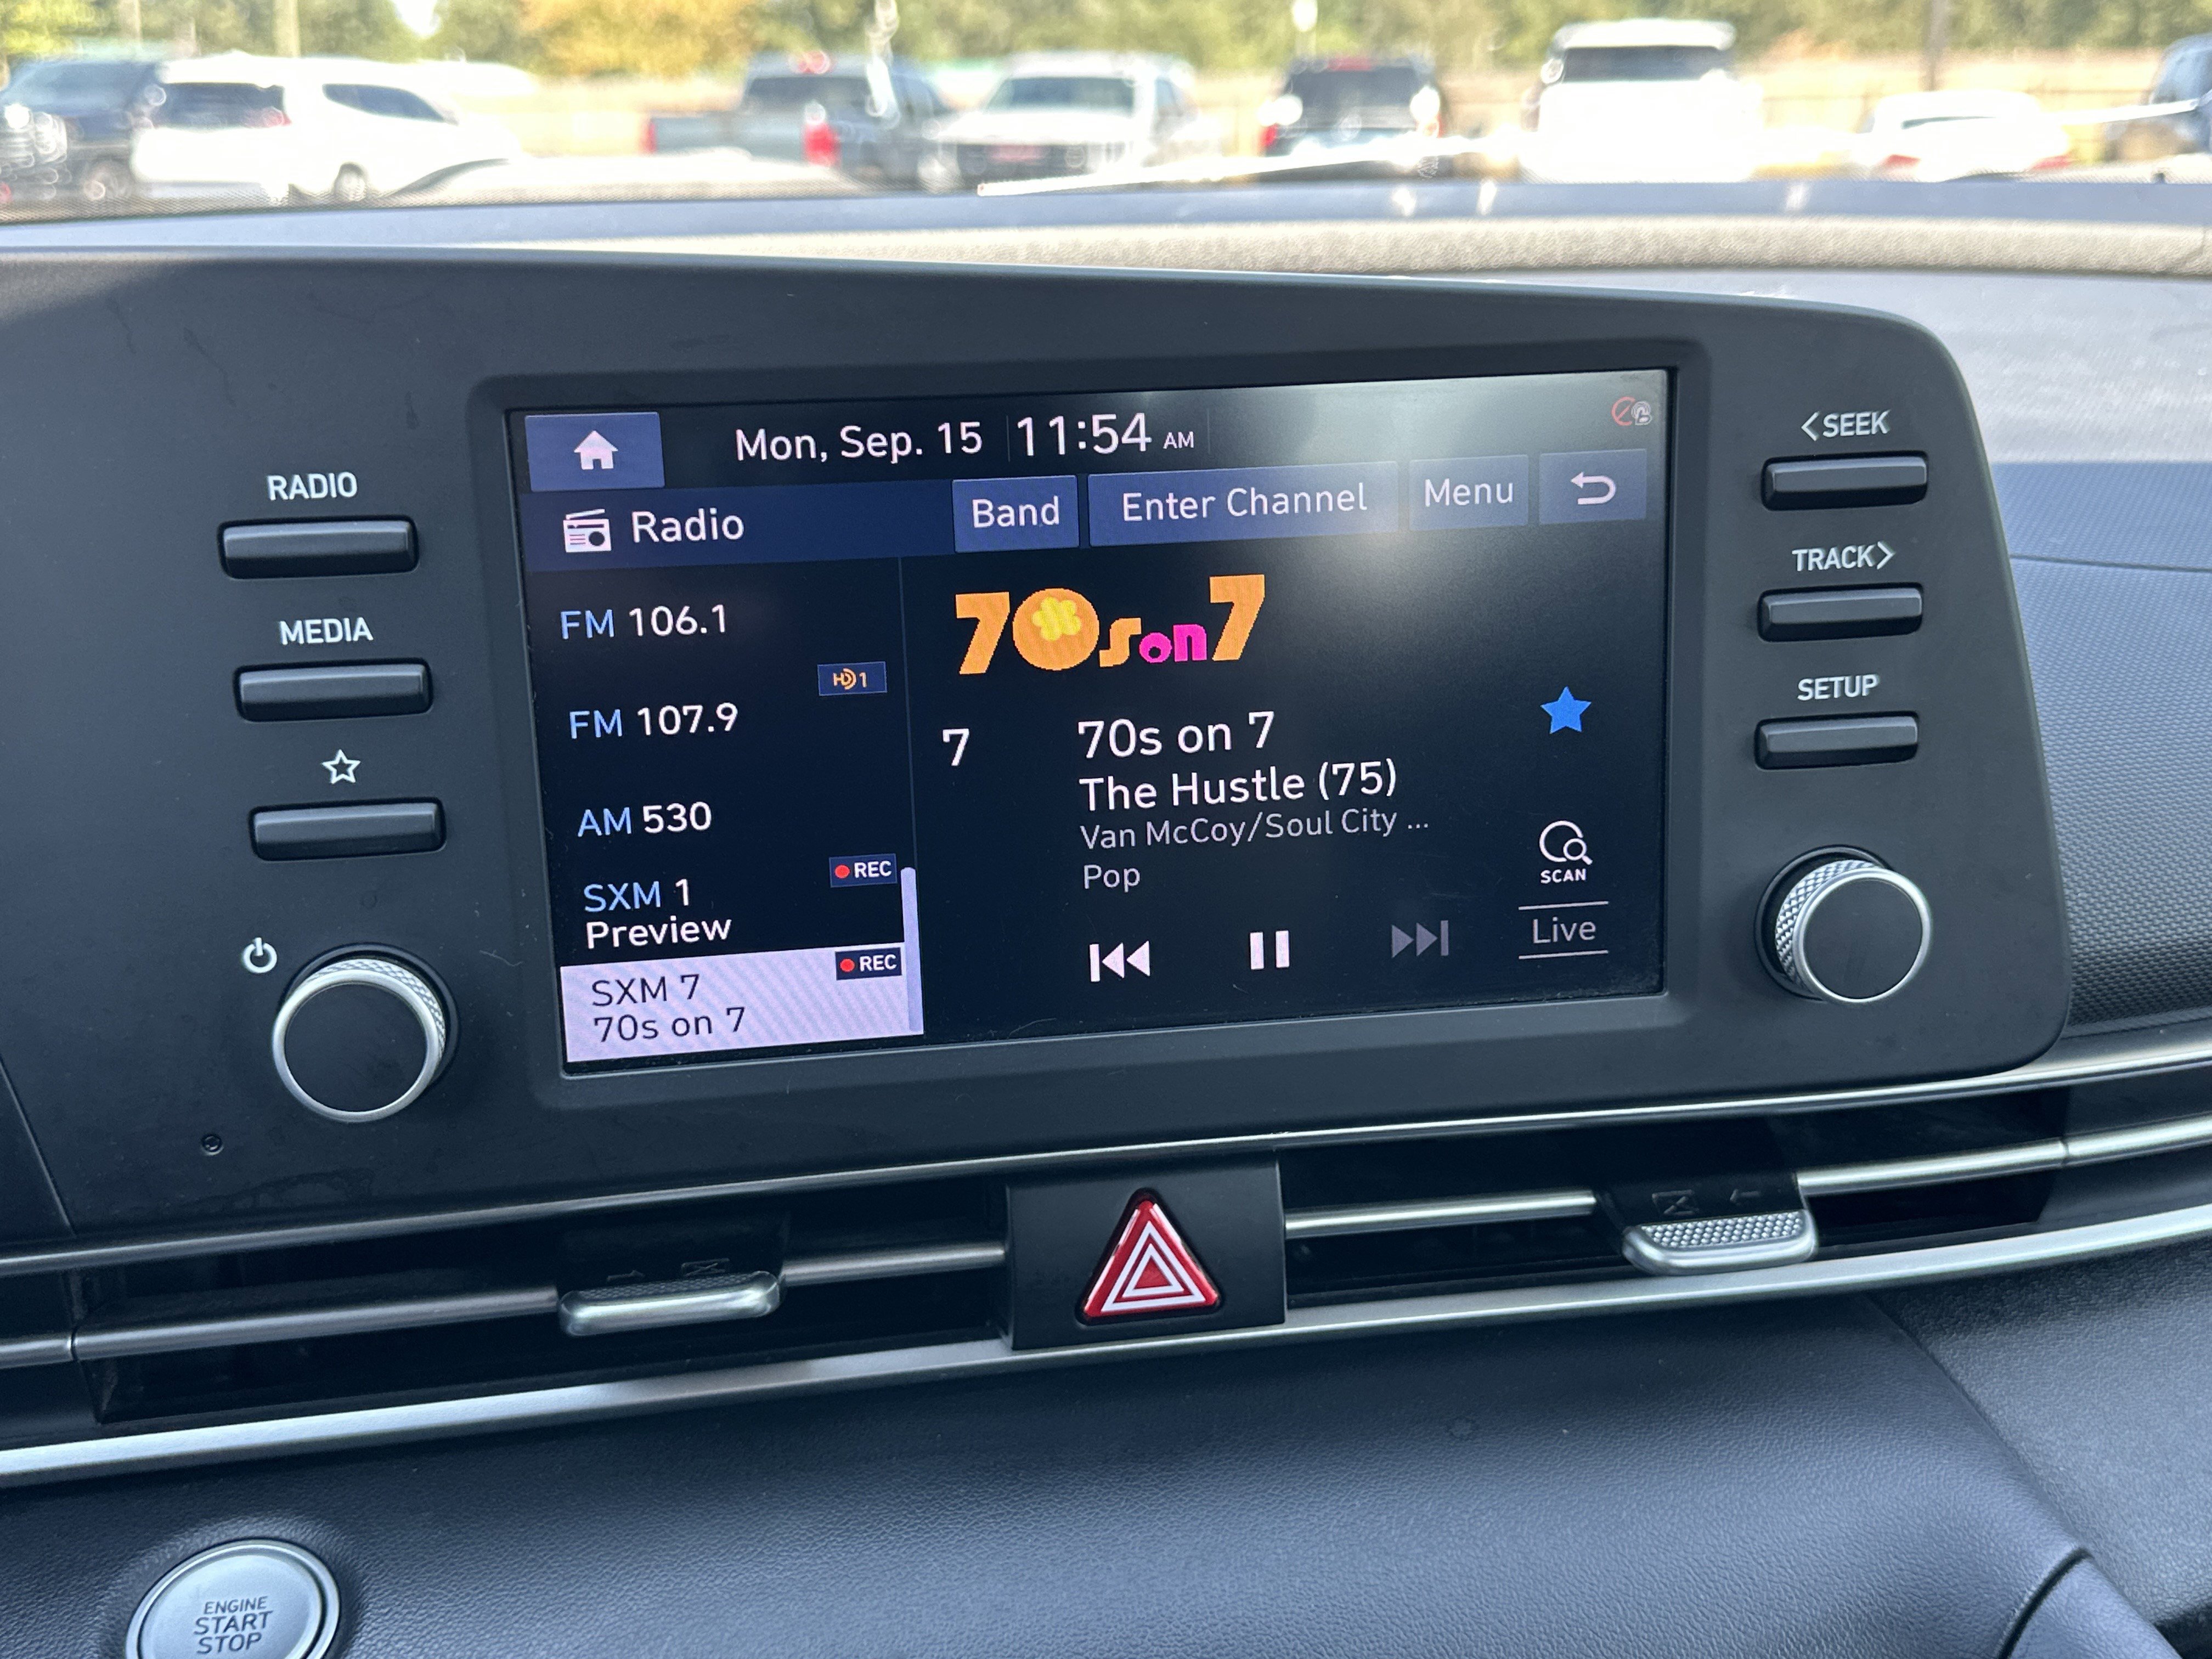 Mon, Sep. 15 11:54 AM
Radio
Band
Enter Channel
Menu
FM 106.1
HD 1
FM 107.9
AM 530
REC
SXM 1
Preview
REC
SXM 7
70s on 7
70s on 7
7
70s on 7
The Hustle (75)
Van McCoy/Soul City ...
Pop
SCAN
Live
RADIO
MEDIA
<SEEK
TRACK>
SETUP
ENGINE
START
STOP